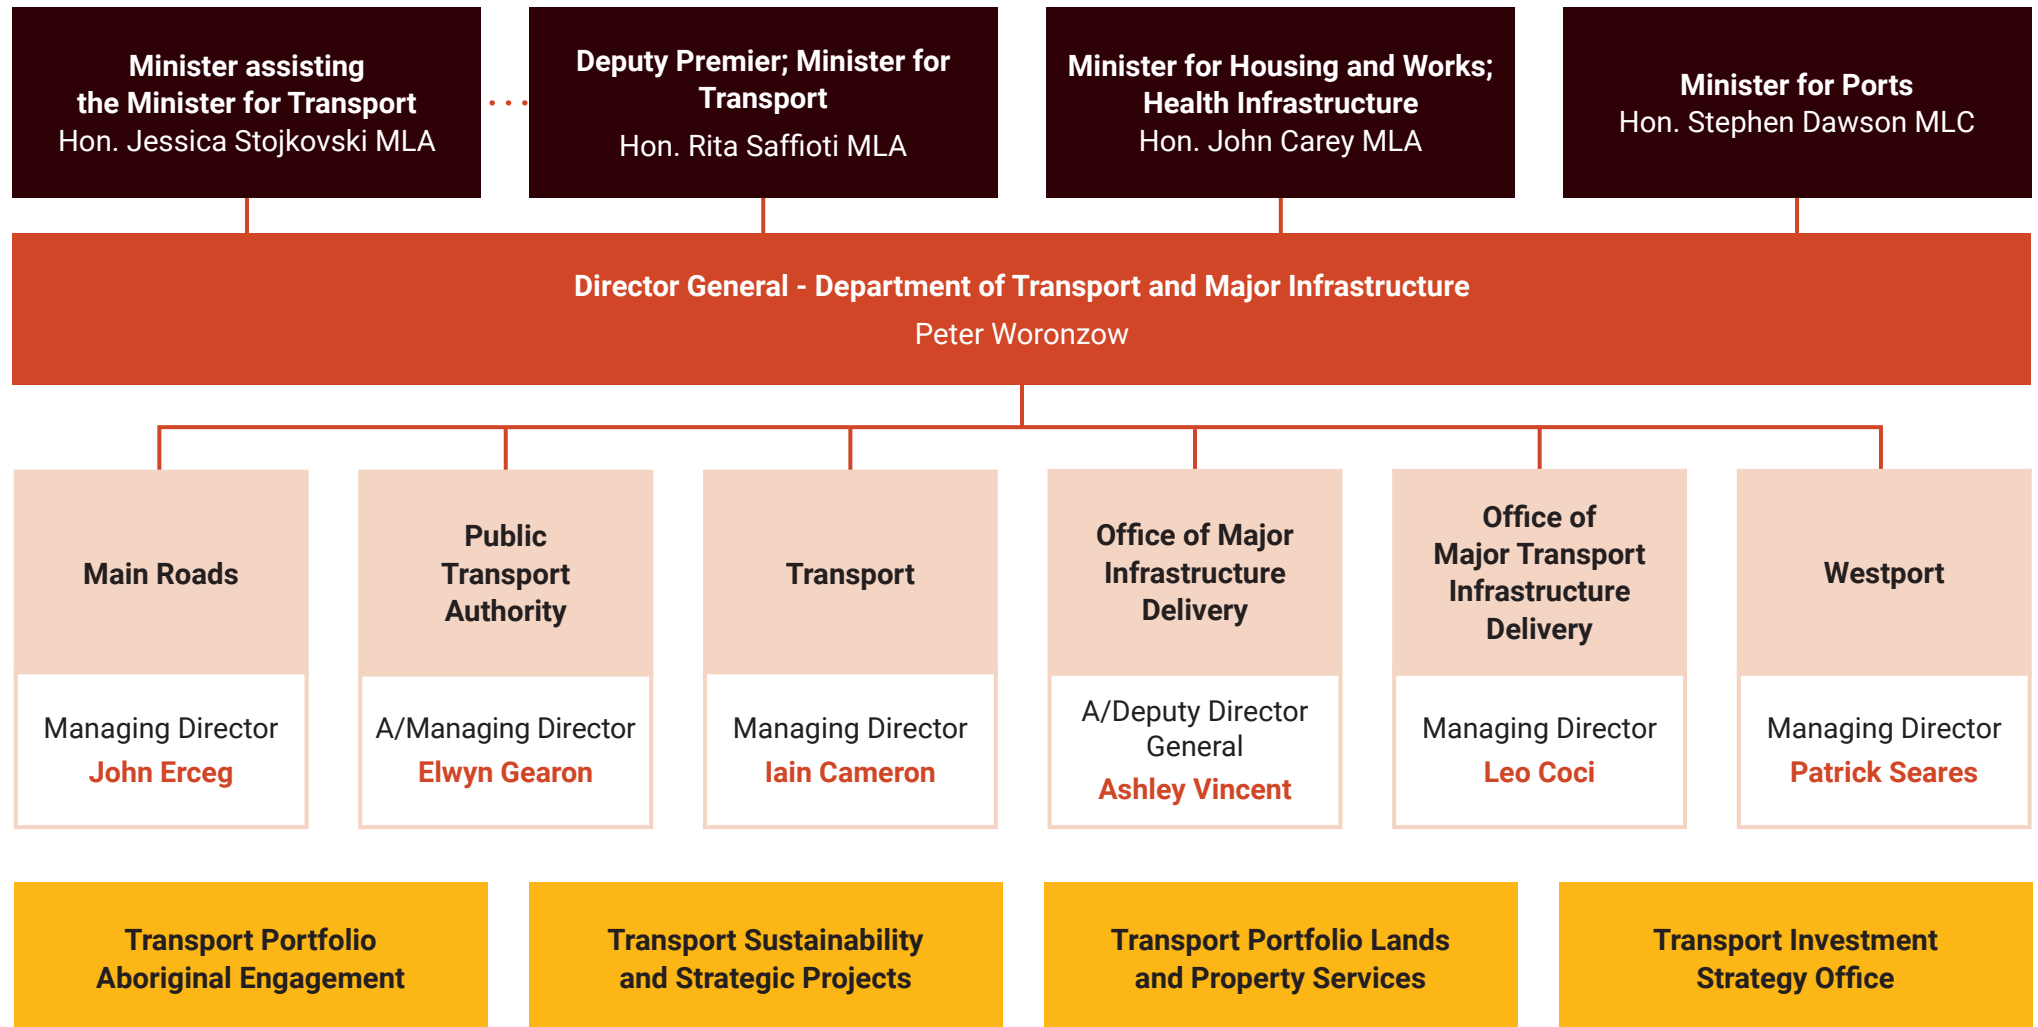 Minister assisting
the Minister for Transport
Hon. Jessica Stojkovski MLA
Deputy Premier; Minister for
Transport
Hon. Rita Saffioti MLA
Minister for Housing and Works;
Health Infrastructure
Hon. John Carey MLA
Minister for Ports
Hon. Stephen Dawson MLC
Director General - Department of Transport and Major Infrastructure
Peter Woronzow
Main Roads
Managing Director
John Erceg
Public
Transport
Authority
A/Managing Director
Elwyn Gearon
Transport
Managing Director
Iain Cameron
Office of Major
Infrastructure
Delivery
A/Deputy Director
General
Ashley Vincent
Office of
Major Transport
Infrastructure
Delivery
Managing Director
Leo Coci
Westport
Managing Director
Patrick Seares
Transport Portfolio
Aboriginal Engagement
Transport Sustainability
and Strategic Projects
Transport Portfolio Lands
and Property Services
Transport Investment
Strategy Office